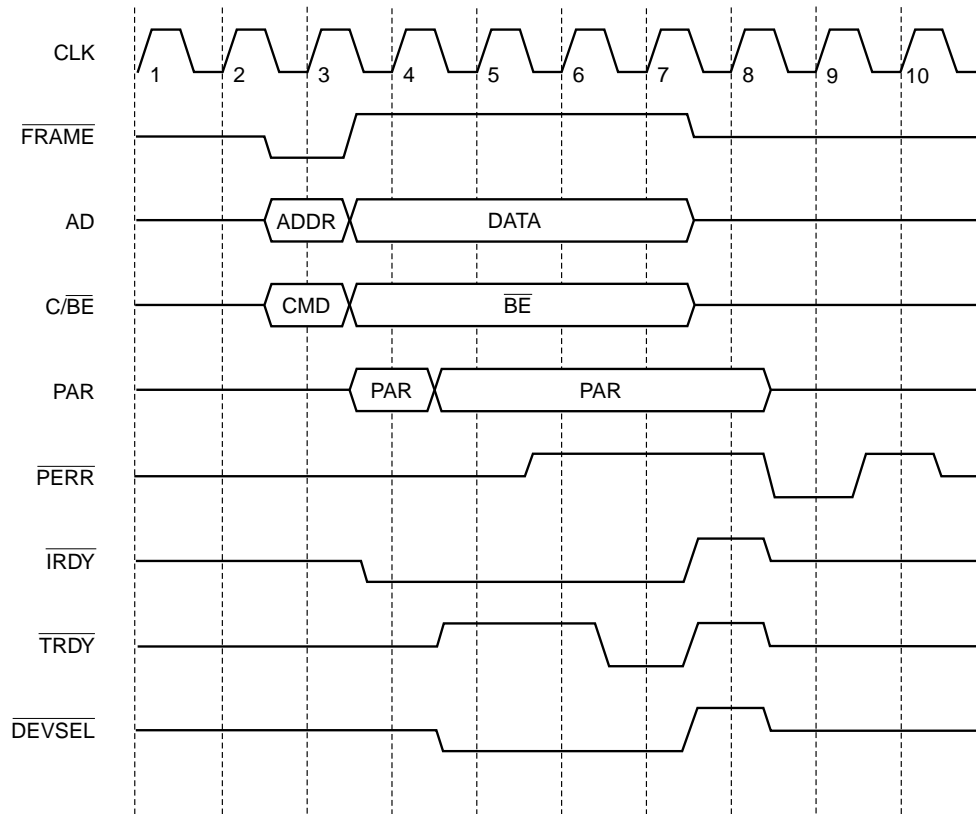 CLK
1 2 3 4 5 6 7 8 9 10
FRAME
AD
ADDR DATA
C/BE
CMD BE
PAR
PAR PAR
PERR
IRDY
TRDY
DEVSEL